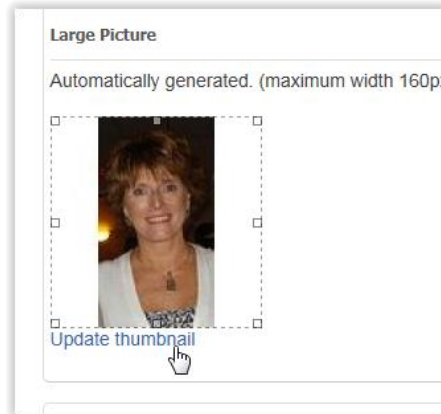 Large Picture
Automatically generated. (maximum width 160p
Update thumbnail